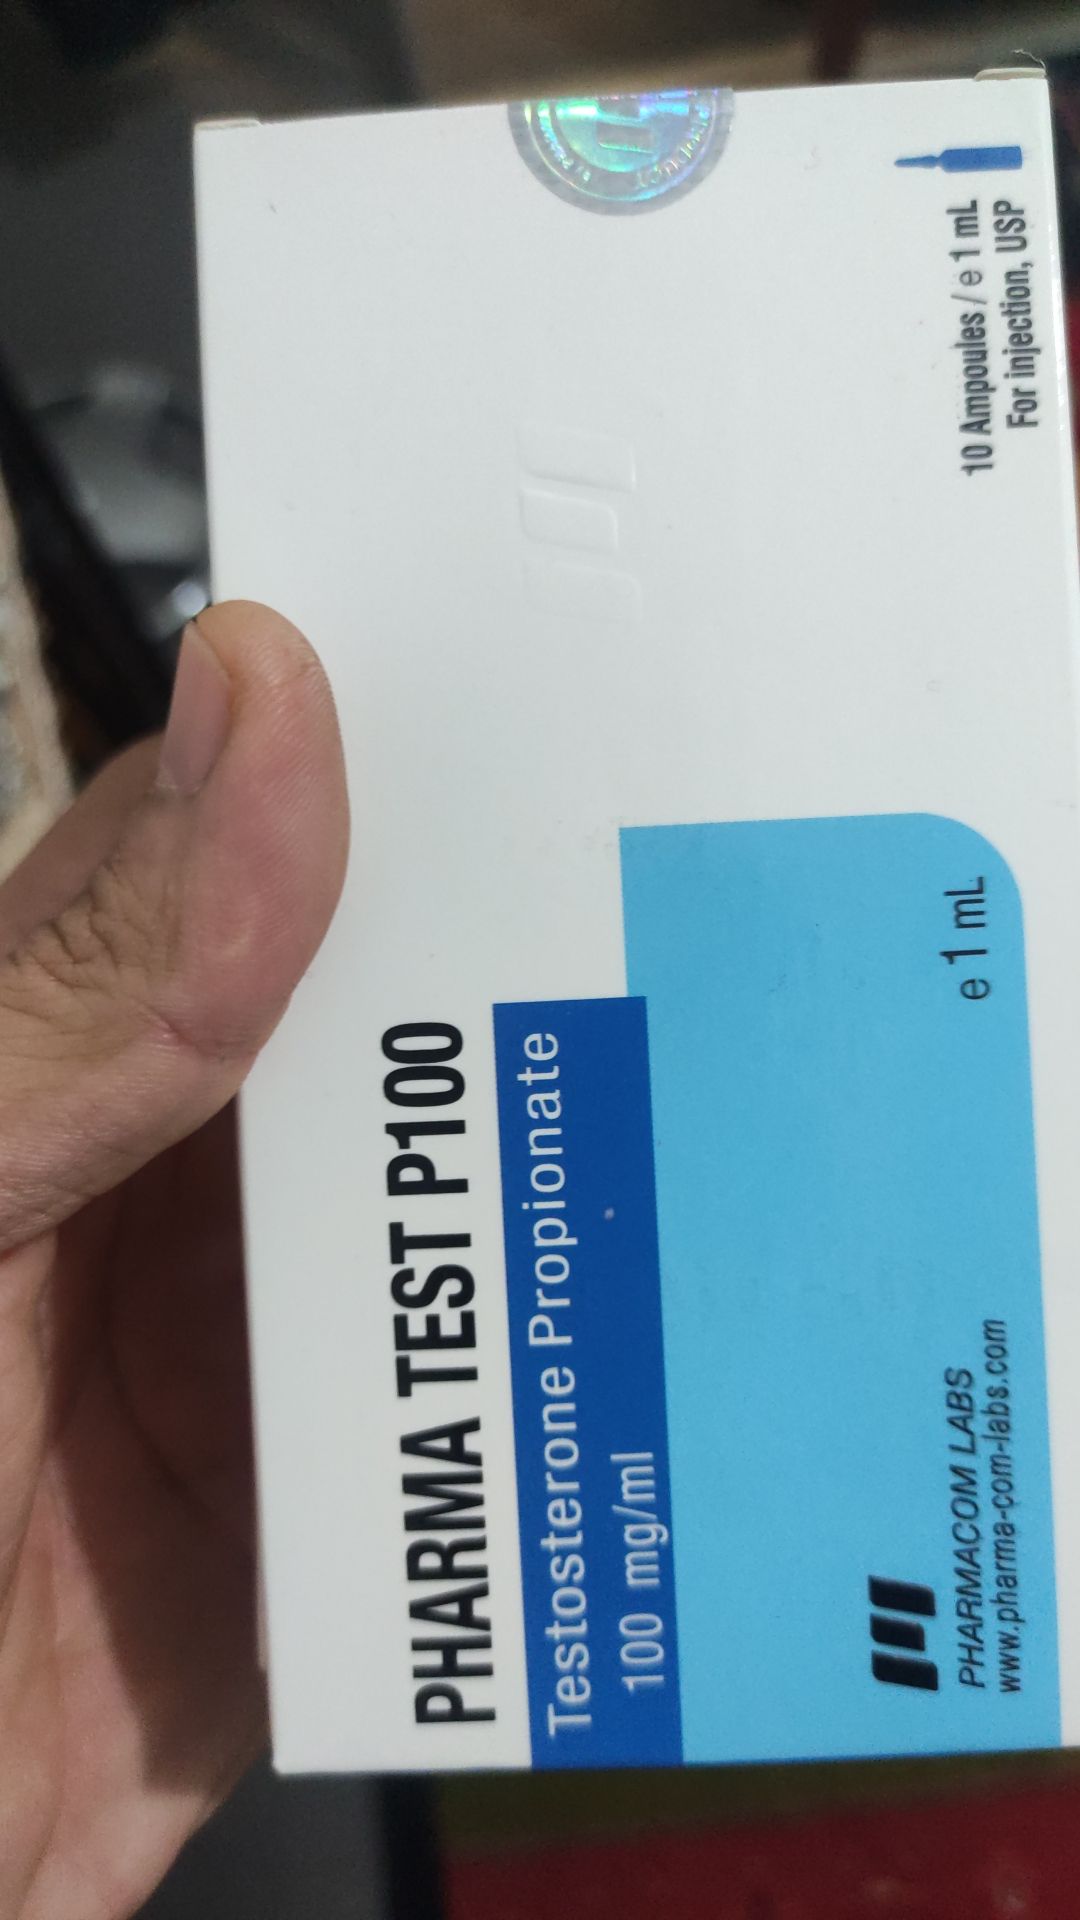 PHARMA TEST P100
Testosterone Propionate
100 mg/ml
e 1 mL
PHARMACOM LABS
www.pharma-com-labs.com
10 Ampoules / e 1 mL
For injection, USP